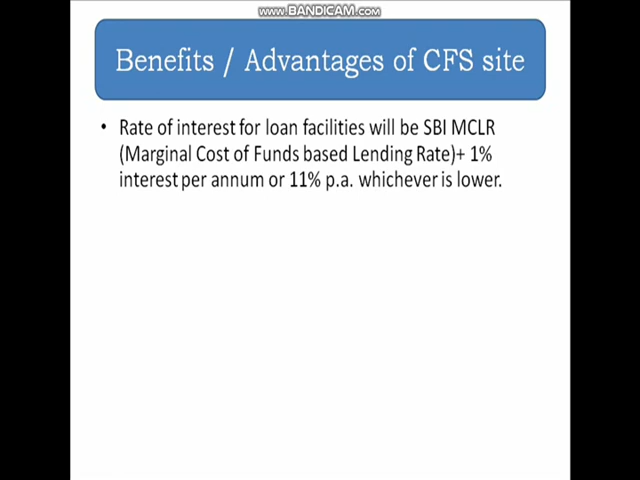 www.BANDICAM.com
Benefits / Advantages of CFS site
• Rate of interest for loan facilities will be SBI MCLR
(Marginal Cost of Funds based Lending Rate)+ 1%
interest per annum or 11% p.a. whichever is lower.